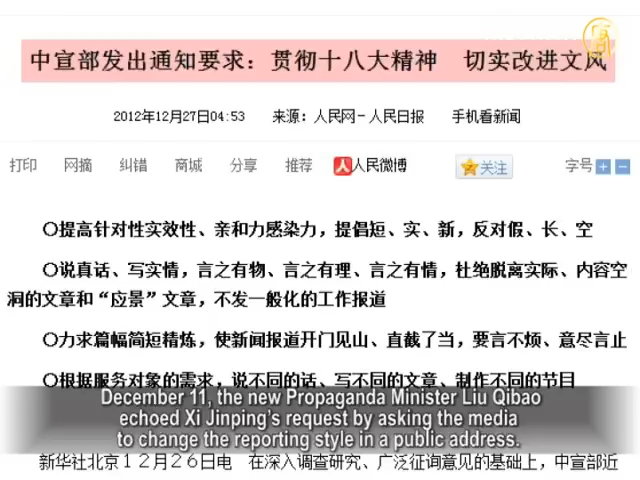 中宣部发出通知要求：贯彻十八大精神　切实改进文风
2012年12月27日04:53　来源：人民网－人民日报　手机看新闻
打印　网摘　纠错　商城　分享　推荐　人民微博　关注　字号
○提高针对性实效性、亲和力感染力，提倡短、实、新，反对假、长、空
○说真话、写实情，言之有物、言之有理、言之有情，杜绝脱离实际、内容空
洞的文章和“应景”文章，不发一般化的工作报道
○力求篇幅简短精炼，使新闻报道开门见山、直截了当，要言不烦、意尽言止
○根据服务对象的需求，说不同的话、写不同的文章、制作不同的节目
December 11, the new Propaganda Minister Liu Qibao
echoed Xi Jinping's request by asking the media
to change the reporting style in a public address.
新华社北京１２月２６日电　在深入调查研究、广泛征询意见的基础上，中宣部近